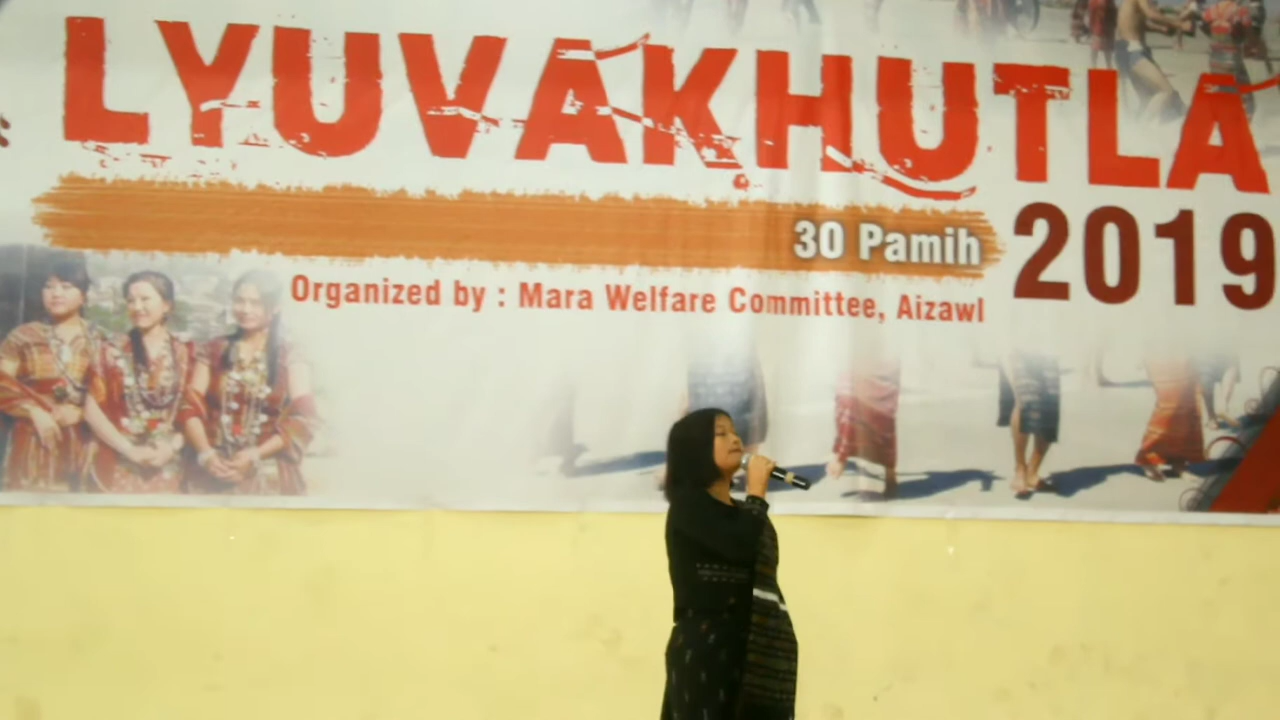 LYUVAKHUTLA
30 Pamih 2019
Organized by : Mara Welfare Committee, Aizawl